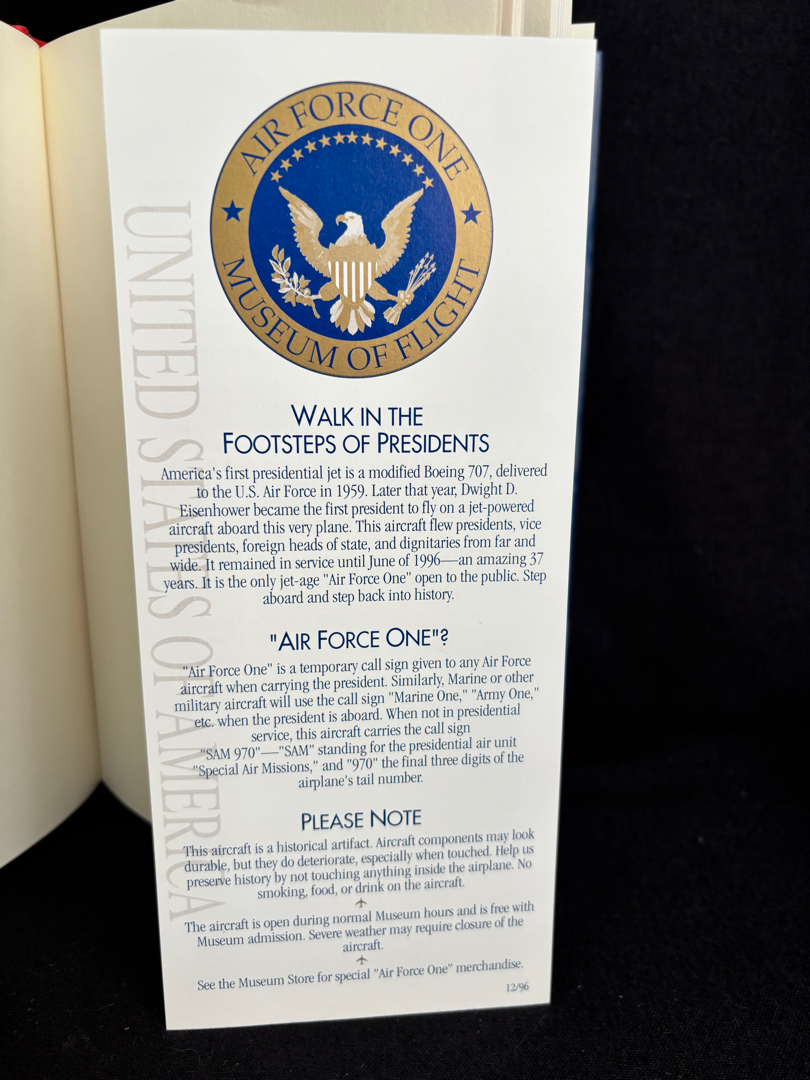 AIR FORCE ONE
MUSEUM OF FLIGHT
UNITED STATES OF AMERICA
WALK IN THE
FOOTSTEPS OF PRESIDENTS
America's first presidential jet is a modified Boeing 707, delivered
to the U.S. Air Force in 1959. Later that year, Dwight D.
Eisenhower became the first president to fly on a jet-powered
aircraft aboard this very plane. This aircraft flew presidents, vice
presidents, foreign heads of state, and dignitaries from far and
wide. It remained in service until June of 1996—an amazing 37
years. It is the only jet-age "Air Force One" open to the public. Step
aboard and step back into history.
"AIR FORCE ONE"?
"Air Force One" is a temporary call sign given to any Air Force
aircraft when carrying the president. Similarly, Marine or other
military aircraft will use the call sign "Marine One," "Army One,"
etc. when the president is aboard. When not in presidential
service, this aircraft carries the call sign
"SAM 970"—"SAM" standing for the presidential air unit
"Special Air Missions," and "970" the final three digits of the
airplane's tail number.
PLEASE NOTE
This aircraft is a historical artifact. Aircraft components may look
durable, but they do deteriorate, especially when touched. Help us
preserve history by not touching anything inside the airplane. No
smoking, food, or drink on the aircraft.
The aircraft is open during normal Museum hours and is free with
Museum admission. Severe weather may require closure of the
aircraft.
See the Museum Store for special "Air Force One" merchandise.
12/96